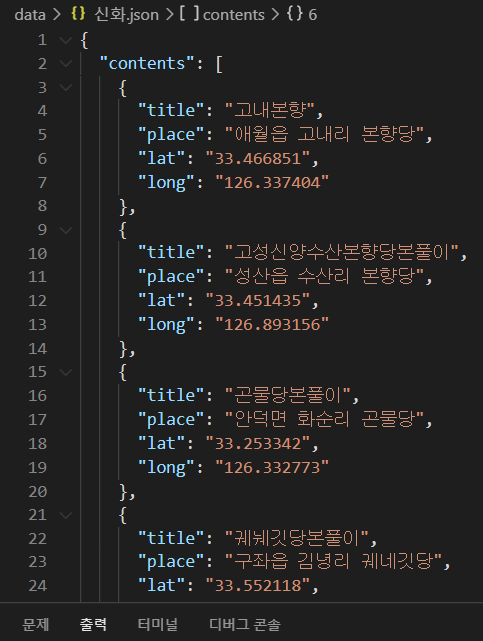 data > {} 신화.json > [ ] contents > {} 6
1 {
2 "contents": [
3 {
4 "title": "고내본향",
5 "place": "애월읍 고내리 본향당",
6 "lat": "33.466851",
7 "long": "126.337404"
8 },
9 {
10 "title": "고성신양수산본향당본풀이",
11 "place": "성산읍 수산리 본향당",
12 "lat": "33.451435",
13 "long": "126.893156"
14 },
15 {
16 "title": "곤물당본풀이",
17 "place": "안덕면 화순리 곤물당",
18 "lat": "33.253342",
19 "long": "126.332773"
20 },
21 {
22 "title": "궤눼깃당본풀이",
23 "place": "구좌읍 김녕리 궤네깃당",
24 "lat": "33.552118",
문제 출력 터미널 디버그 콘솔